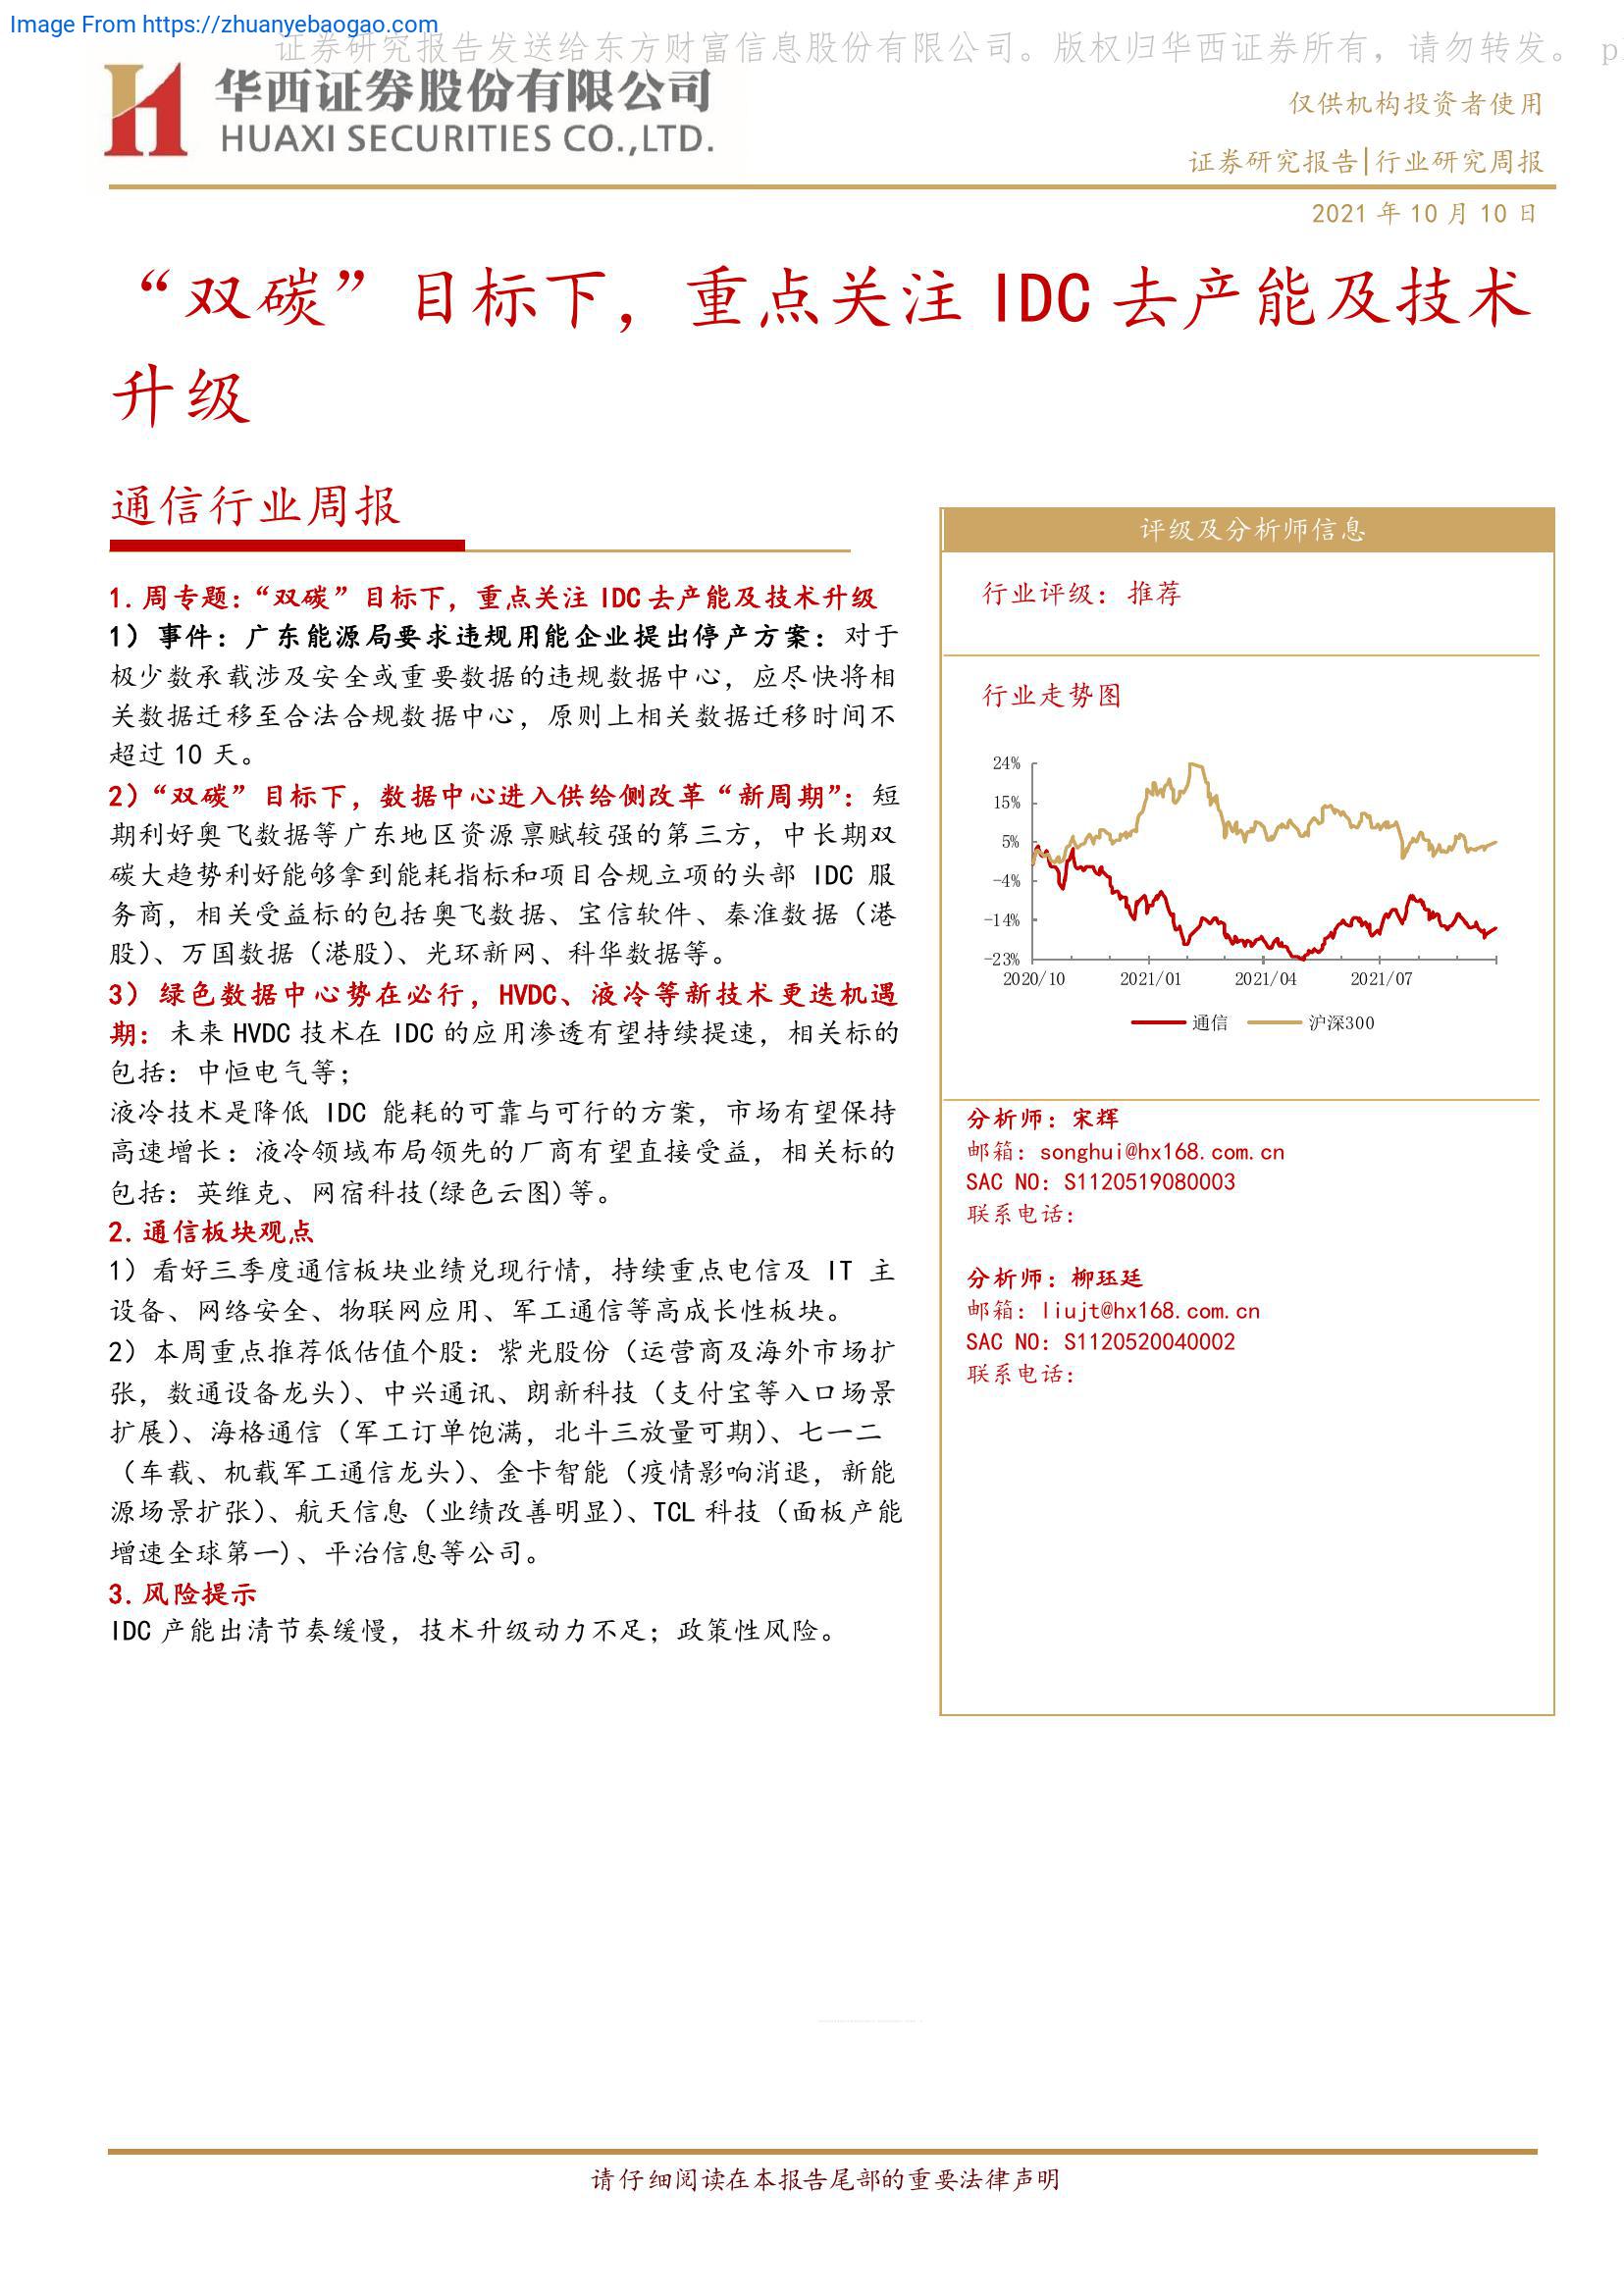 Image From https://zhuanyebaogao.com
证券研究报告发送给东方财富信息股份有限公司。版权归华西证券所有，请勿转发。 p
华西证券股份有限公司
HUAXI SECURITIES CO.,LTD.
仅供机构投资者使用
证券研究报告|行业研究周报
2021 年 10 月 10 日
“双碳”目标下，重点关注 IDC 去产能及技术
升级
通信行业周报
1. 周专题：“双碳”目标下，重点关注 IDC 去产能及技术升级
1）事件：广东能源局要求违规用能企业提出停产方案：对于
极少数承载涉及安全或重要数据的违规数据中心，应尽快将相
关数据迁移至合法合规数据中心，原则上相关数据迁移时间不
超过 10 天。
2）“双碳”目标下，数据中心进入供给侧改革“新周期”：短
期利好奥飞数据等广东地区资源禀赋较强的第三方，中长期双
碳大趋势利好能够拿到能耗指标和项目合规立项的头部 IDC 服
务商，相关受益标的包括奥飞数据、宝信软件、秦淮数据（港
股）、万国数据（港股）、光环新网、科华数据等。
3）绿色数据中心势在必行，HVDC、液冷等新技术更迭机遇
期：未来 HVDC 技术在 IDC 的应用渗透有望持续提速，相关标的
包括：中恒电气等；
液冷技术是降低 IDC 能耗的可靠与可行的方案，市场有望保持
高速增长：液冷领域布局领先的厂商有望直接受益，相关标的
包括：英维克、网宿科技(绿色云图)等。
2. 通信板块观点
1）看好三季度通信板块业绩兑现行情，持续重点电信及 IT 主
设备、网络安全、物联网应用、军工通信等高成长性板块。
2）本周重点推荐低估值个股：紫光股份（运营商及海外市场扩
张，数通设备龙头）、中兴通讯、朗新科技（支付宝等入口场景
扩展）、海格通信（军工订单饱满，北斗三放量可期）、七一二
（车载、机载军工通信龙头）、金卡智能（疫情影响消退，新能
源场景扩张）、航天信息（业绩改善明显）、TCL 科技（面板产能
增速全球第一)、平治信息等公司。
3. 风险提示
IDC 产能出清节奏缓慢，技术升级动力不足；政策性风险。
评级及分析师信息
行业评级：推荐
行业走势图
24%
15%
5%
-4%
-14%
-23%
2020/10 2021/01 2021/04 2021/07
通信 沪深300
分析师：宋辉
邮箱：songhui@hx168.com.cn
SAC NO：S1120519080003
联系电话：
分析师：柳珏廷
邮箱：liujt@hx168.com.cn
SAC NO：S1120520040002
联系电话：
请仔细阅读在本报告尾部的重要法律声明